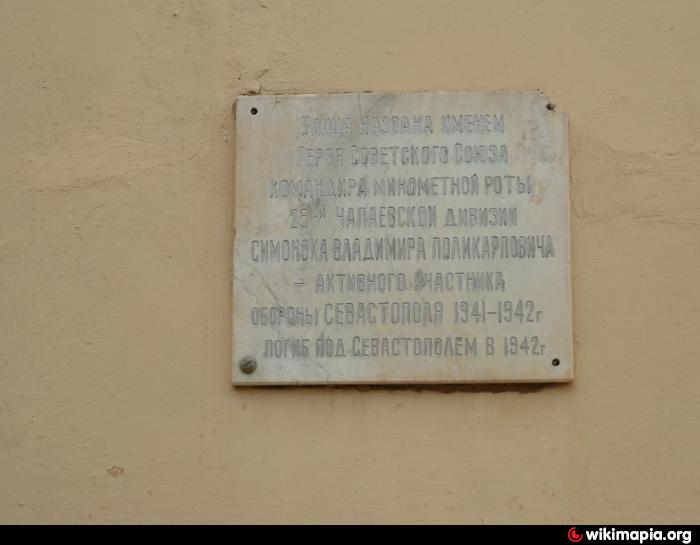 Улица названа именем
Героя Советского Союза
командира минометной роты
25ой Чапаевской дивизии
Симонока Владимира Поликарповича
– активного участника
обороны Севастополя 1941–1942г
погиб под Севастополем в 1942г
wikimapia.org